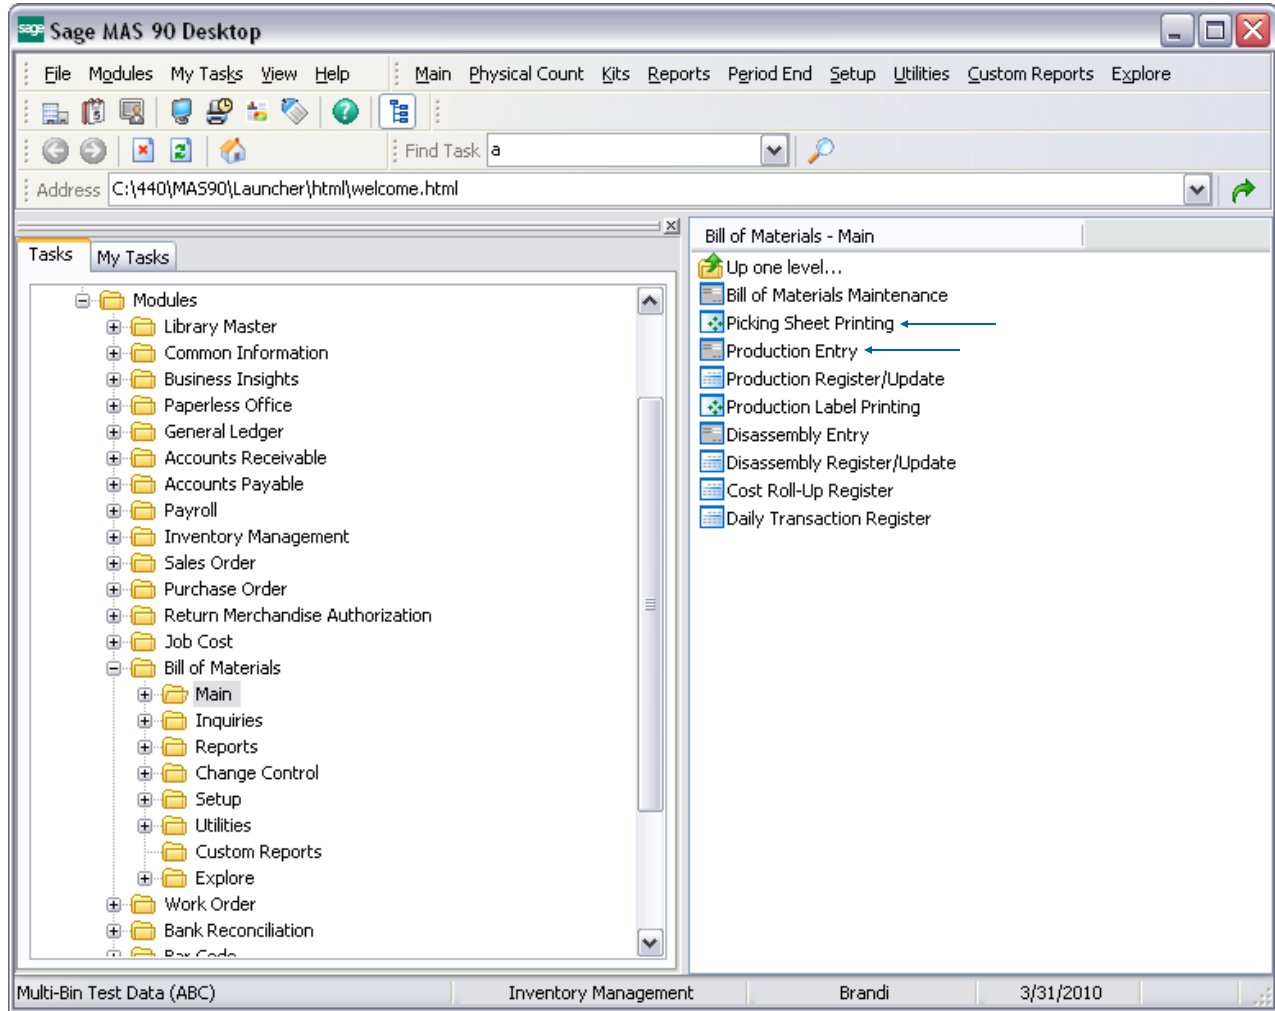 sage Sage MAS 90 Desktop
File Modules My Tasks View Help Main Physical Count Kits Reports Period End Setup Utilities Custom Reports Explore
Find Task a
Address C:\440\MAS90\Launcher\html\welcome.html
Tasks My Tasks
Modules
Library Master
Common Information
Business Insights
Paperless Office
General Ledger
Accounts Receivable
Accounts Payable
Payroll
Inventory Management
Sales Order
Purchase Order
Return Merchandise Authorization
Job Cost
Bill of Materials
Main
Inquiries
Reports
Change Control
Setup
Utilities
Custom Reports
Explore
Work Order
Bank Reconciliation
Bar Code
Bill of Materials - Main
Up one level...
Bill of Materials Maintenance
Picking Sheet Printing
Production Entry
Production Register/Update
Production Label Printing
Disassembly Entry
Disassembly Register/Update
Cost Roll-Up Register
Daily Transaction Register
Multi-Bin Test Data (ABC) Inventory Management Brandi 3/31/2010